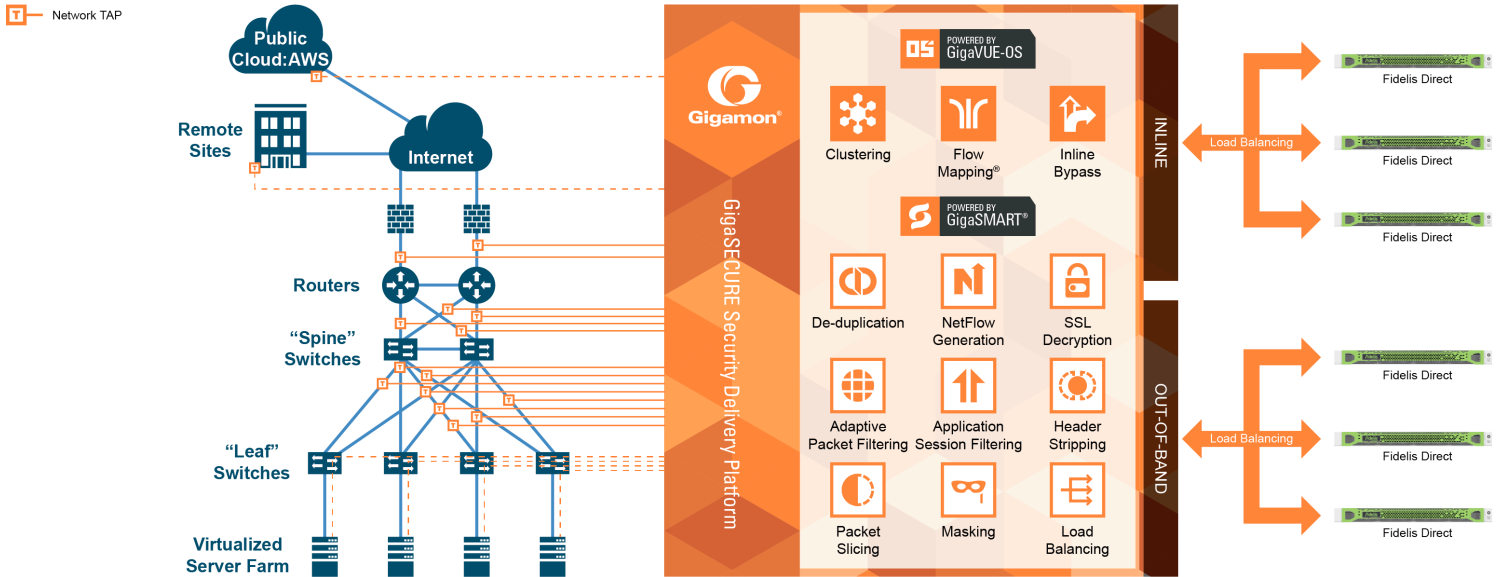 T
Network TAP
Public
Cloud:AWS
T
Remote
Sites
T
Internet
T
T
Routers
T
T
T
T
"Spine"
Switches
T
T
T
T
T
T
T
T
"Leaf"
Switches
Virtualized
Server Farm
Gigamon®
GigaSECURE Security Delivery Platform
OS
POWERED BY
GigaVUE-OS
Clustering
Flow
Mapping®
Inline
Bypass
POWERED BY
GigaSMART®
De-duplication
NetFlow
Generation
SSL
Decryption
Adaptive
Packet Filtering
Application
Session Filtering
Header
Stripping
Packet
Slicing
Masking
Load
Balancing
INLINE
OUT-OF-BAND
Load Balancing
Fidelis Direct
Fidelis Direct
Fidelis Direct
Load Balancing
Fidelis Direct
Fidelis Direct
Fidelis Direct